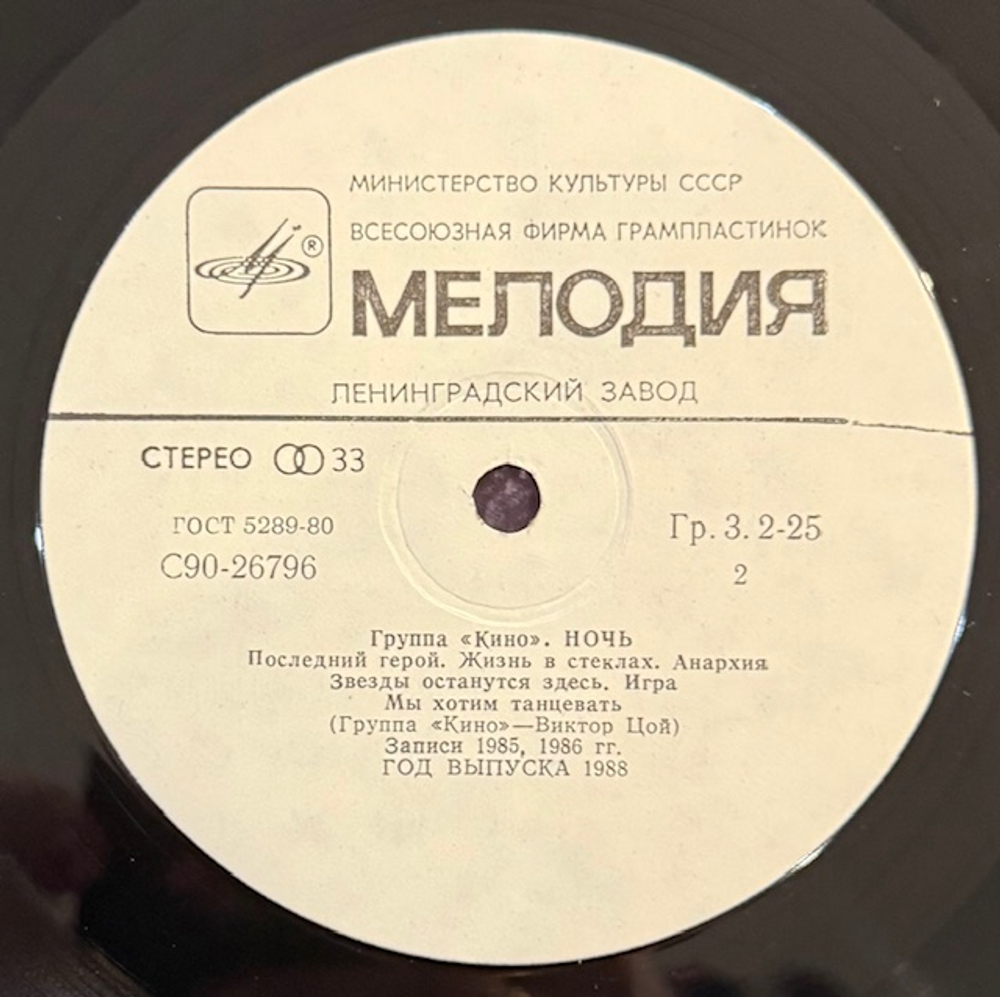 МИНИСТЕРСТВО КУЛЬТУРЫ СССР
ВСЕСОЮЗНАЯ ФИРМА ГРАМПЛАСТИНОК
®
МЕЛОДИЯ
ЛЕНИНГРАДСКИЙ ЗАВОД
СТЕРЕО 33
ГОСТ 5289-80
Гр. 3. 2-25
С90-26796
2
Группа «Кино». НОЧЬ
Последний герой. Жизнь в стеклах. Анархия
Звезды останутся здесь. Игра
Мы хотим танцевать
(Группа «Кино»—Виктор Цой)
Записи 1985, 1986 гг.
ГОД ВЫПУСКА 1988